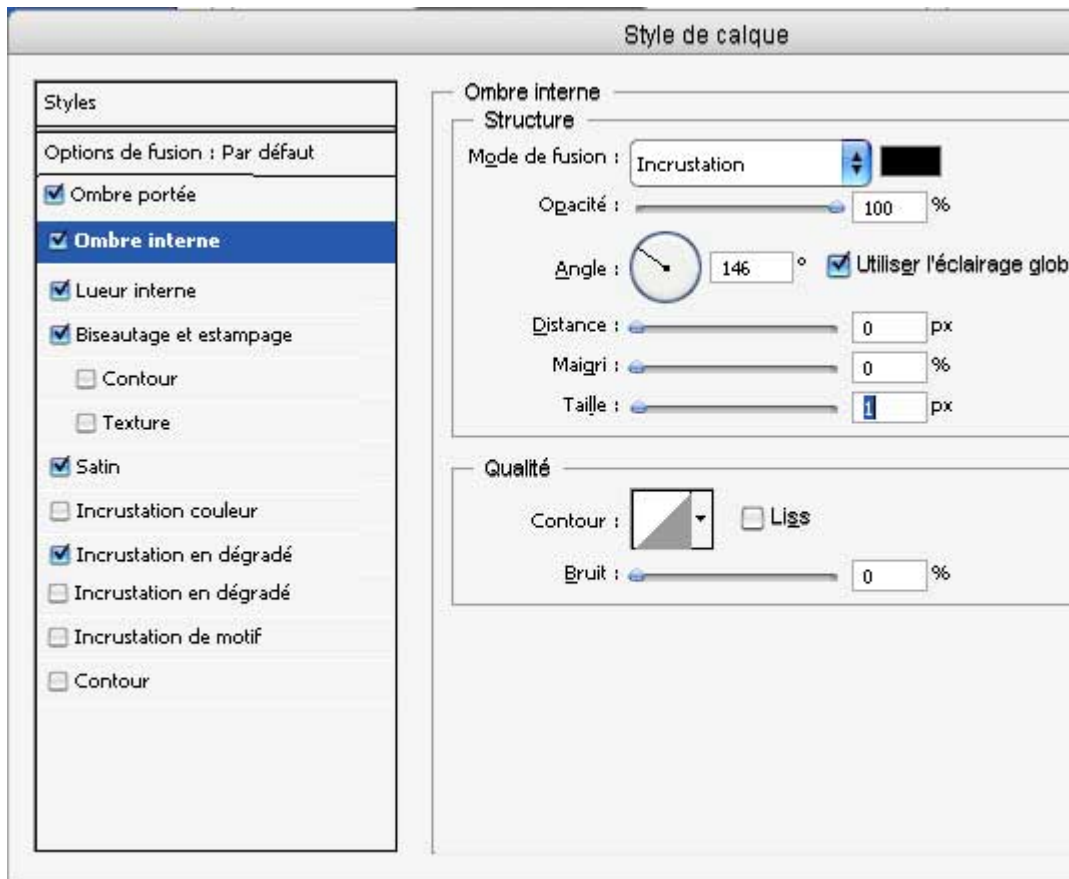 Style de calque
Styles
Options de fusion : Par défaut
Ombre portée
Ombre interne
Lueur interne
Biseautage et estampage
Contour
Texture
Satin
Incrustation couleur
Incrustation en dégradé
Incrustation en dégradé
Incrustation de motif
Contour
Ombre interne
Structure
Mode de fusion : Incrustation
Opacité : 100 %
Angle : 146 ° Utiliser l'éclairage glob
Distance : 0 px
Maigri : 0 %
Taille : 1 px
Qualité
Contour : Liss
Bruit : 0 %